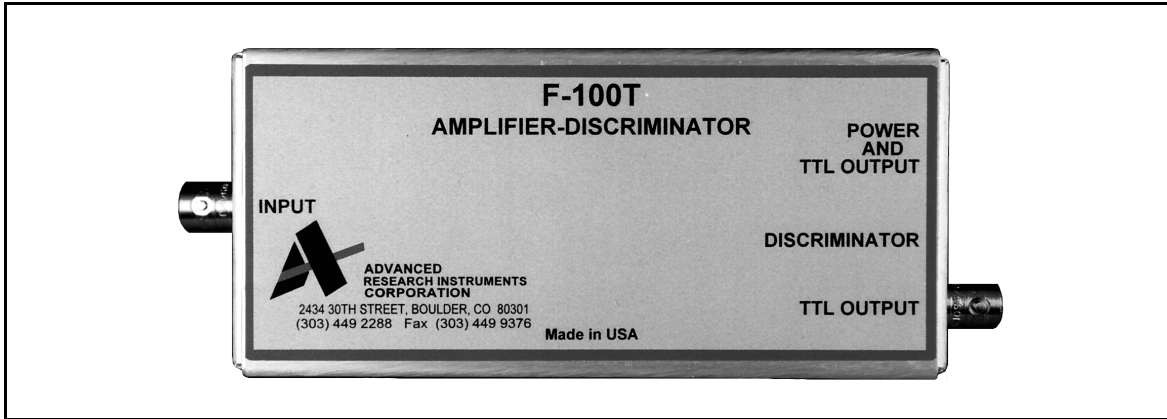 F-100T
AMPLIFIER-DISCRIMINATOR
POWER
AND
TTL OUTPUT
INPUT
DISCRIMINATOR
ADVANCED
RESEARCH INSTRUMENTS
CORPORATION
2434 30TH STREET, BOULDER, CO 80301
(303) 449 2288 Fax (303) 449 9376
TTL OUTPUT
Made in USA